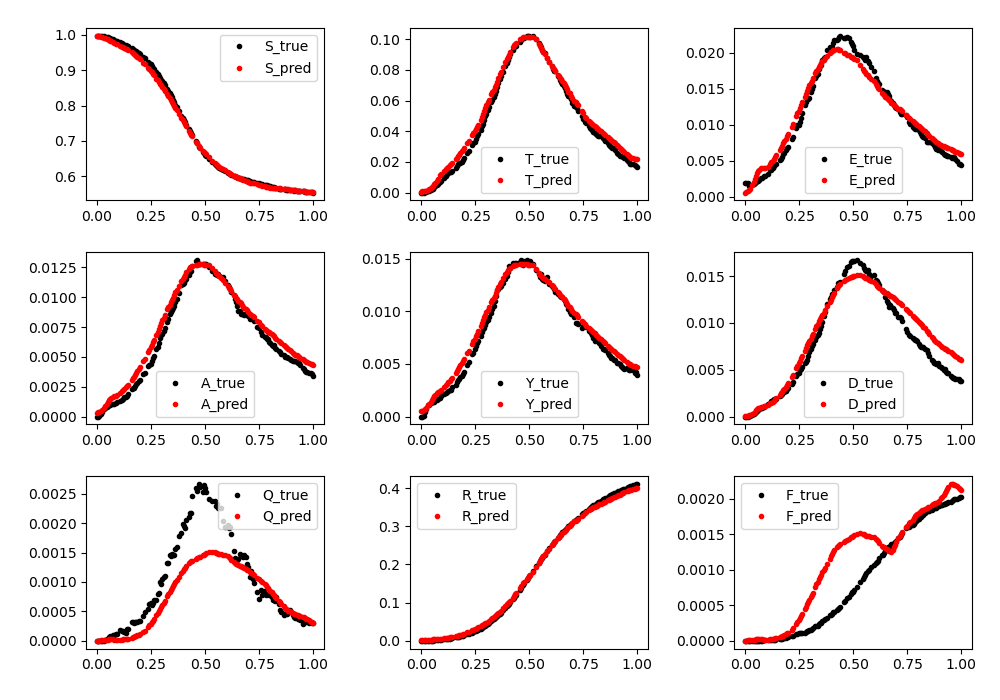 S_true
S_pred
1.0
0.9
0.8
0.7
0.6
0.00 0.25 0.50 0.75 1.00
T_true
T_pred
0.10
0.08
0.06
0.04
0.02
0.00
0.00 0.25 0.50 0.75 1.00
E_true
E_pred
0.020
0.015
0.010
0.005
0.000
0.00 0.25 0.50 0.75 1.00
A_true
A_pred
0.0125
0.0100
0.0075
0.0050
0.0025
0.0000
0.00 0.25 0.50 0.75 1.00
Y_true
Y_pred
0.015
0.010
0.005
0.000
0.00 0.25 0.50 0.75 1.00
D_true
D_pred
0.015
0.010
0.005
0.000
0.00 0.25 0.50 0.75 1.00
Q_true
Q_pred
0.0025
0.0020
0.0015
0.0010
0.0005
0.0000
0.00 0.25 0.50 0.75 1.00
R_true
R_pred
0.4
0.3
0.2
0.1
0.0
0.00 0.25 0.50 0.75 1.00
F_true
F_pred
0.0020
0.0015
0.0010
0.0005
0.0000
0.00 0.25 0.50 0.75 1.00